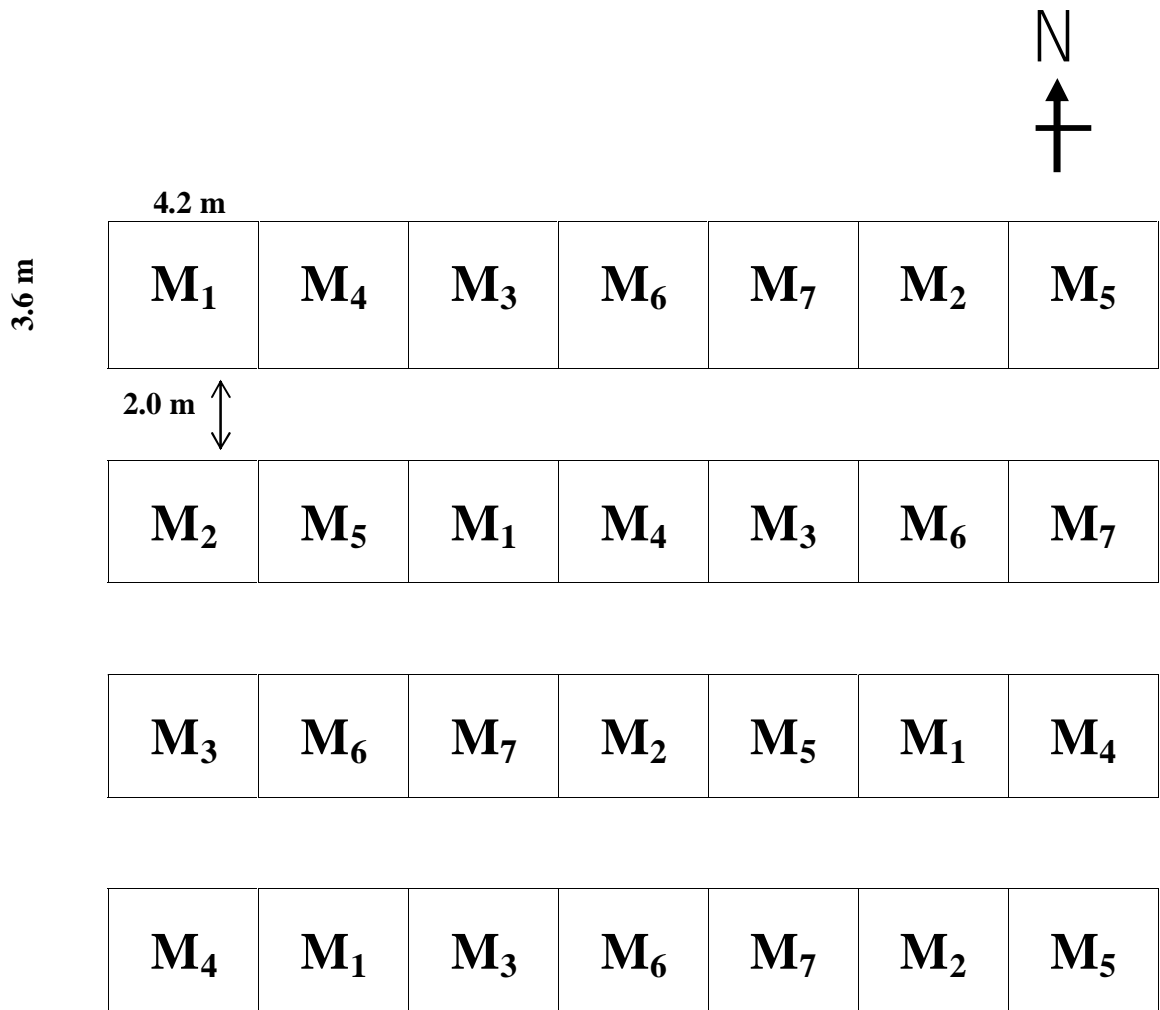 N
4.2 m
3.6 m
M₁ M₄ M₃ M₆ M₇ M₂ M₅
2.0 m
M₂ M₅ M₁ M₄ M₃ M₆ M₇
M₃ M₆ M₇ M₂ M₅ M₁ M₄
M₄ M₁ M₃ M₆ M₇ M₂ M₅